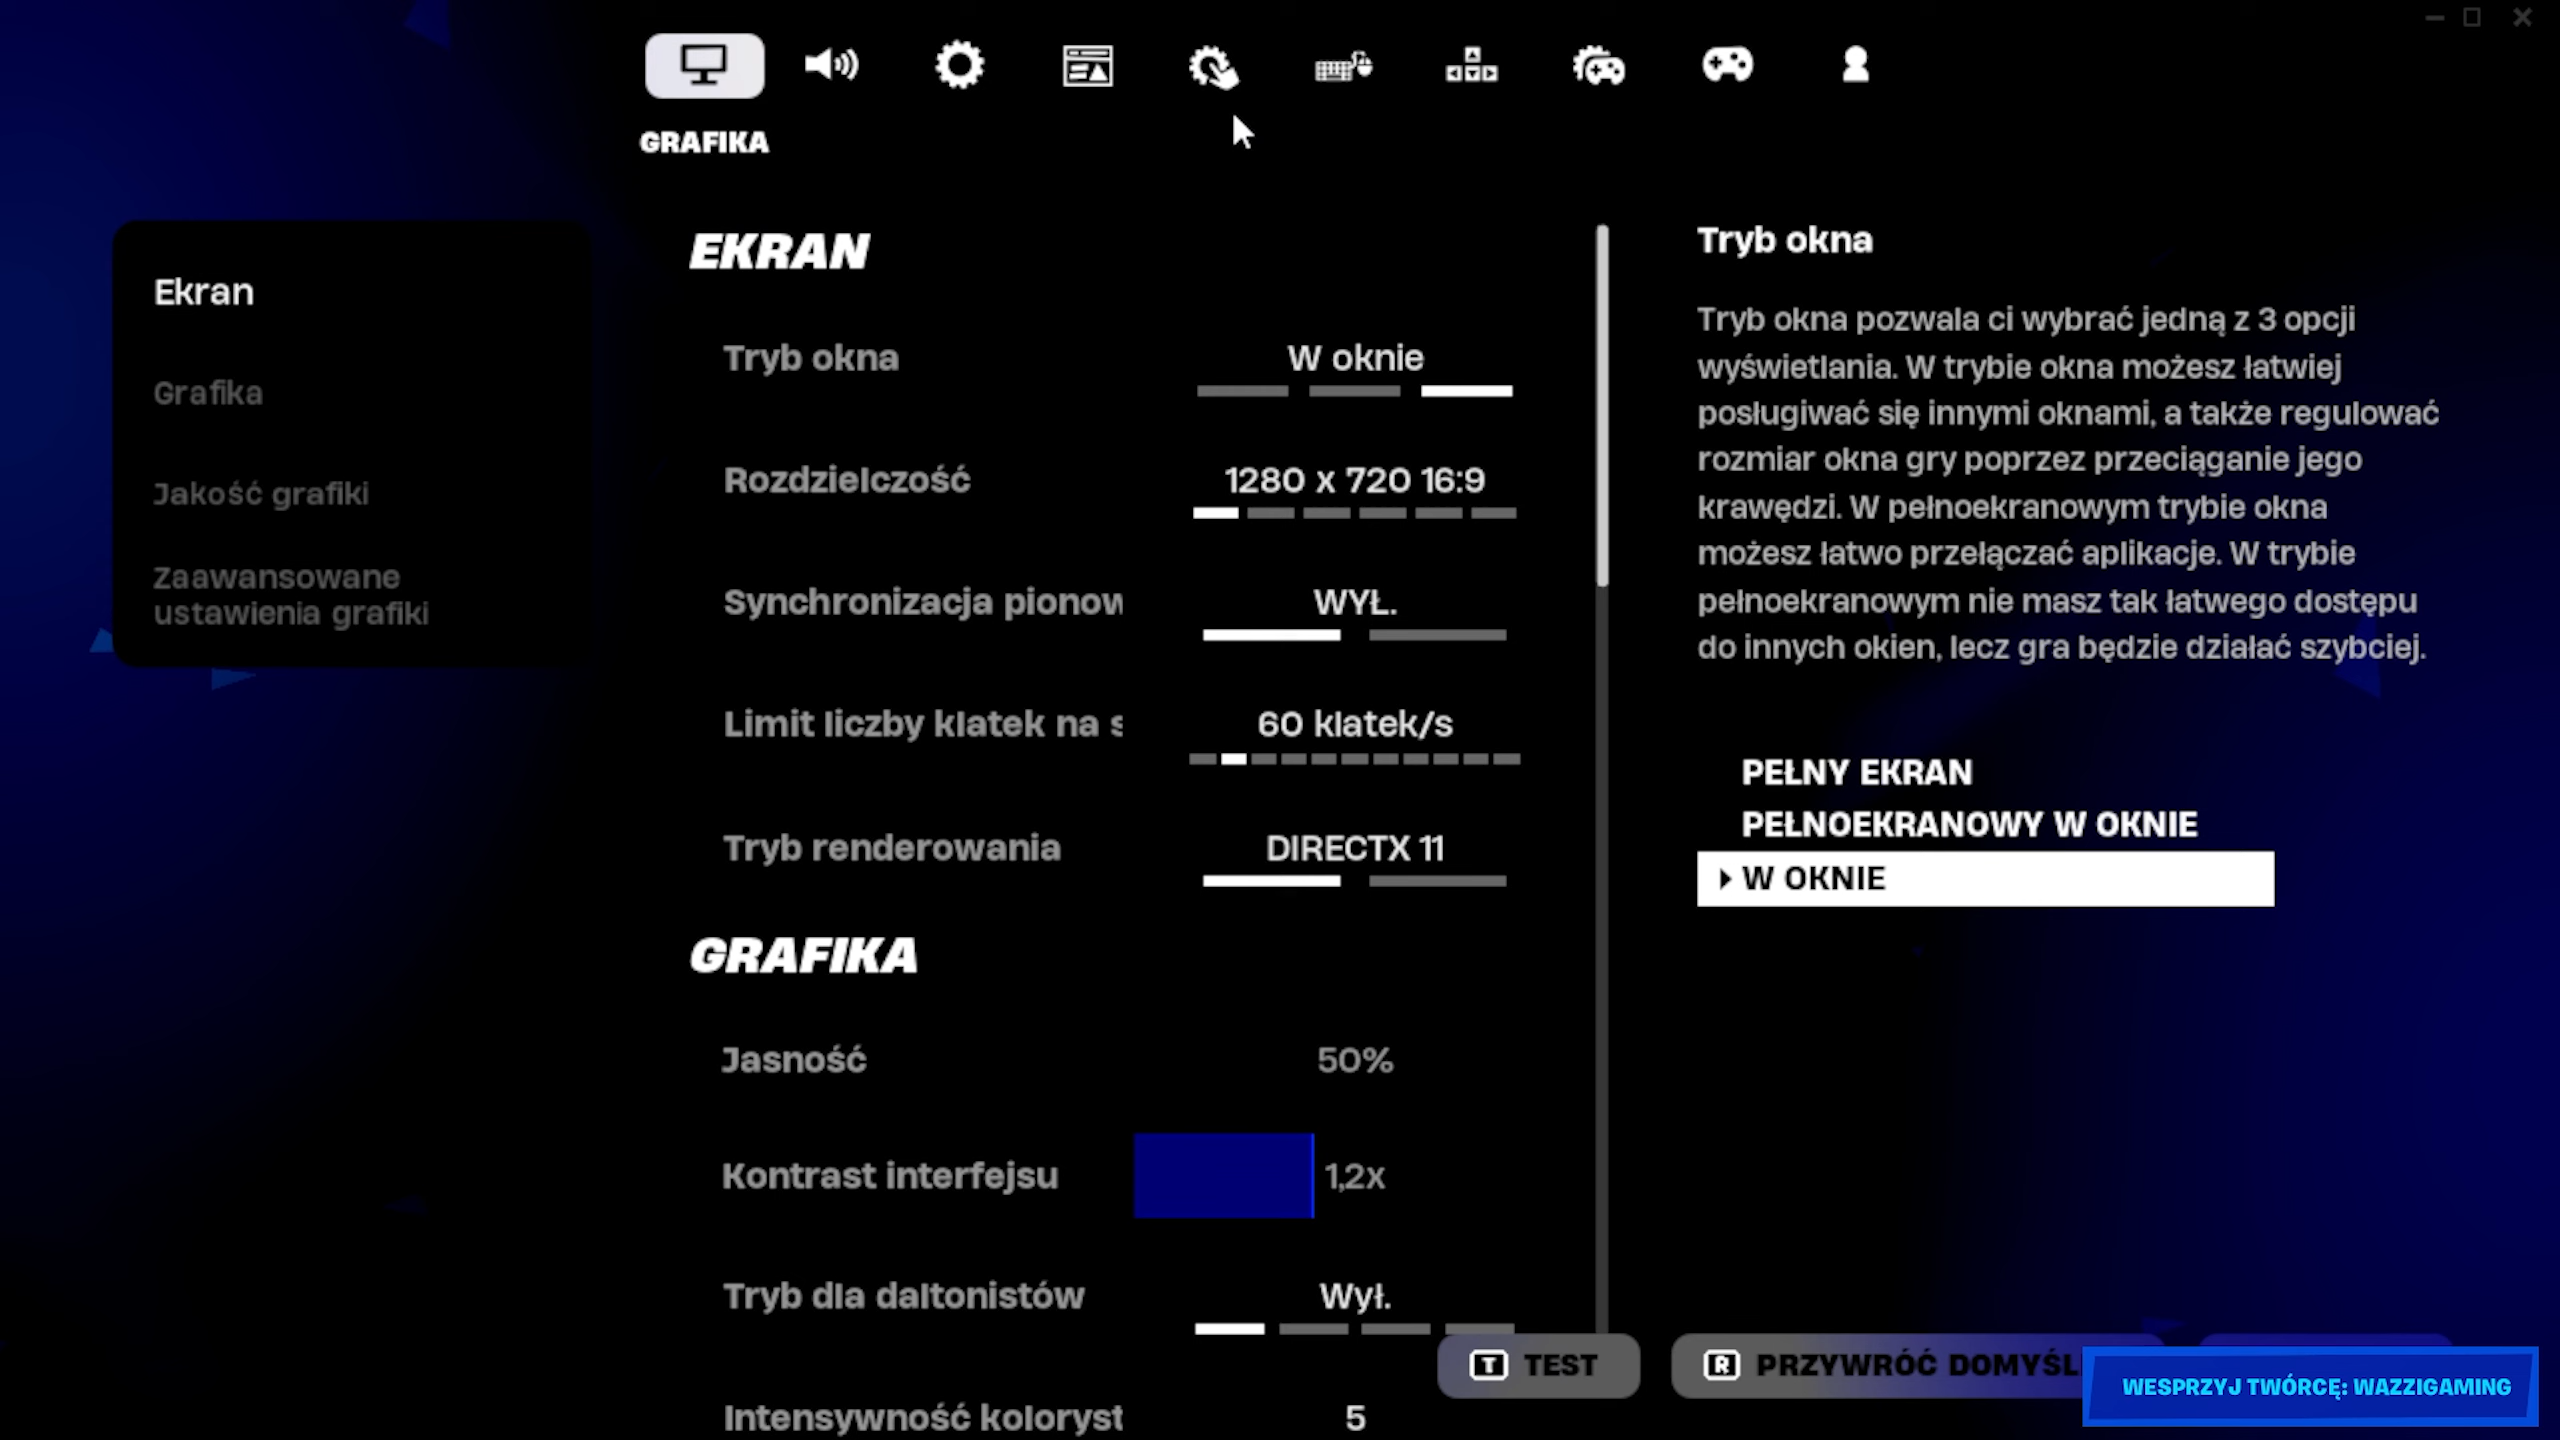 GRAFIKA
Ekran
Grafika
Jakość grafiki
Zaawansowane
ustawienia grafiki
EKRAN
Tryb okna
W oknie
Rozdzielczość
1280 x 720 16:9
Synchronizacja pionow
WYŁ.
Limit liczby klatek na s
60 klatek/s
Tryb renderowania
DIRECTX 11
GRAFIKA
Jasność
50%
Kontrast interfejsu
1,2x
Tryb dla daltonistów
Wył.
Intensywność koloryst
5
Tryb okna
Tryb okna pozwala ci wybrać jedną z 3 opcji
wyświetlania. W trybie okna możesz łatwiej
posługiwać się innymi oknami, a także regulować
rozmiar okna gry poprzez przeciąganie jego
krawędzi. W pełnoekranowym trybie okna
możesz łatwo przełączać aplikacje. W trybie
pełnoekranowym nie masz tak łatwego dostępu
do innych okien, lecz gra będzie działać szybciej.
PEŁNY EKRAN
PEŁNOEKRANOWY W OKNIE
W OKNIE
T TEST
R PRZYWRÓĆ DOMYŚL
WESPRZYJ TWÓRCĘ: WAZZIGAMING